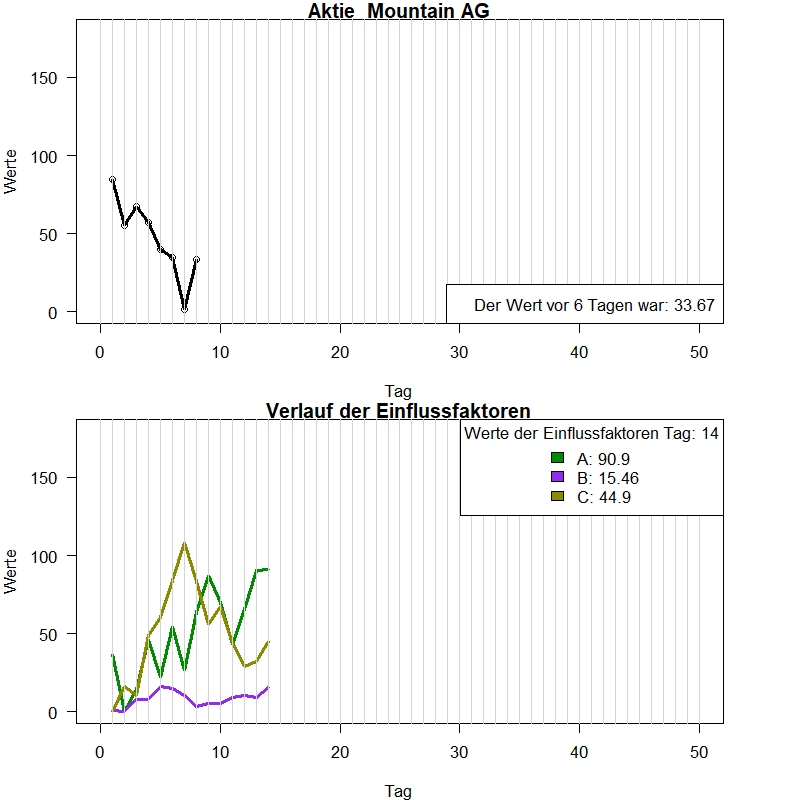 Aktie  Mountain AG
Werte
150
100
50
0
Der Wert vor 6 Tagen war: 33.67
0 10 20 30 40 50
Tag
Verlauf der Einflussfaktoren
Werte
150
100
50
0
Werte der Einflussfaktoren Tag: 14
A: 90.9
B: 15.46
C: 44.9
0 10 20 30 40 50
Tag